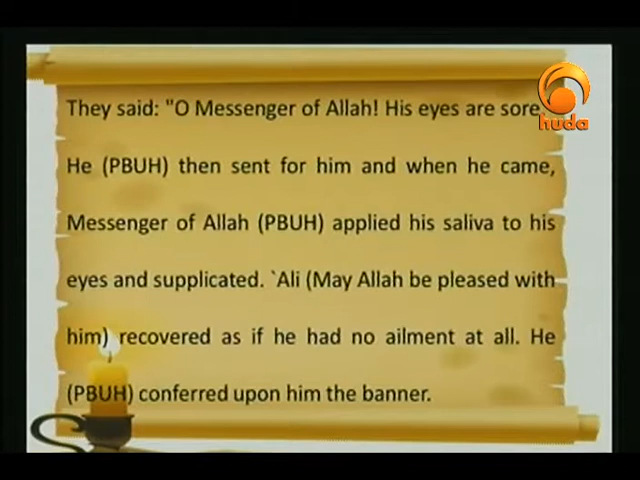 They said: "O Messenger of Allah! His eyes are sore.
He (PBUH) then sent for him and when he came,
Messenger of Allah (PBUH) applied his saliva to his
eyes and supplicated. `Ali (May Allah be pleased with
him) recovered as if he had no ailment at all. He
(PBUH) conferred upon him the banner.
huda